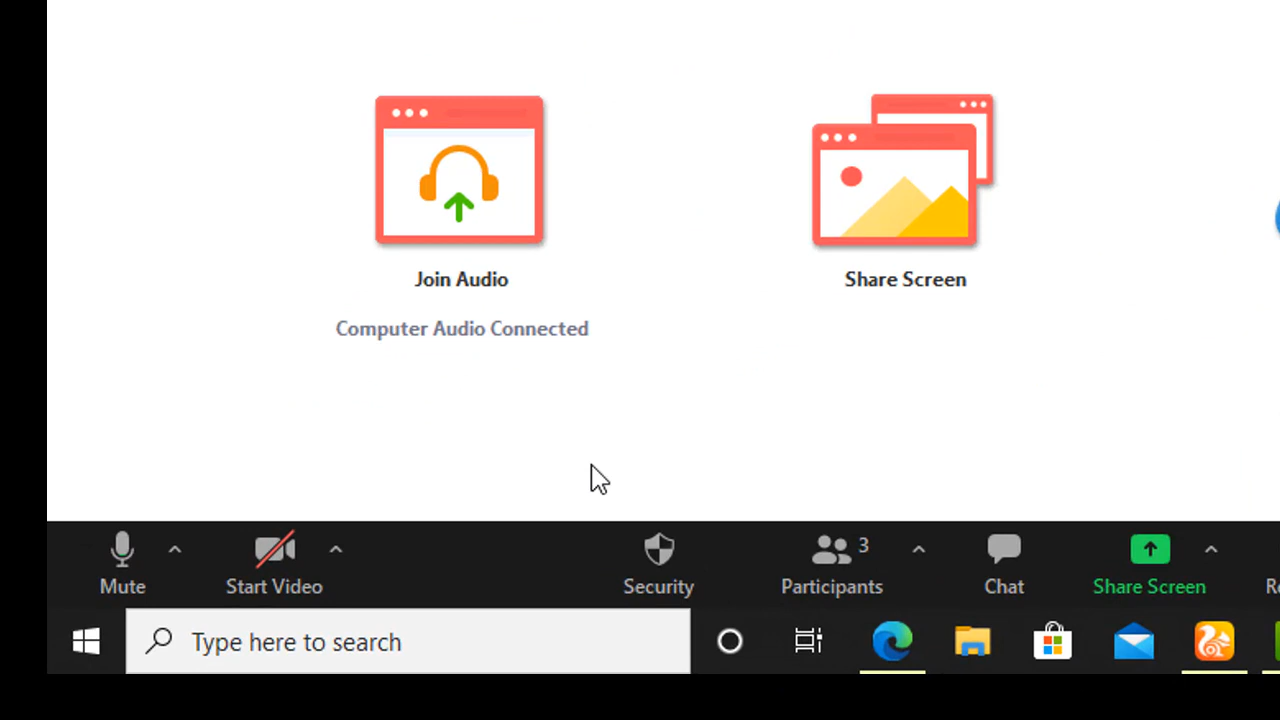 Join Audio
Share Screen
Computer Audio Connected
Mute
Start Video
Security
Participants
3
Chat
Share Screen
Type here to search